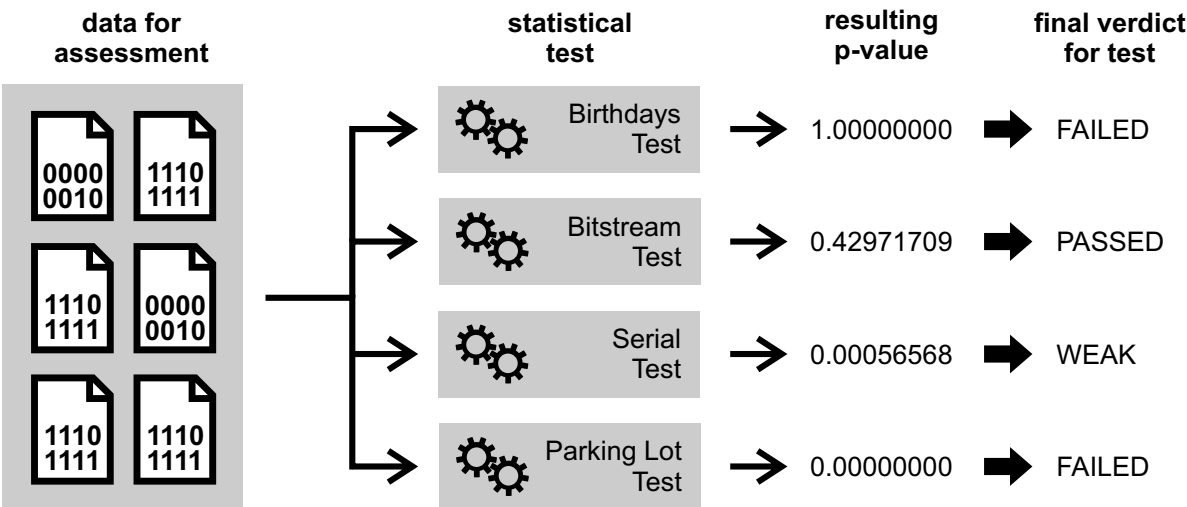 data for
assessment
statistical
test
resulting
p-value
final verdict
for test
0000
0010
1110
1111
1110
1111
0000
0010
1110
1111
1110
1111
Birthdays
Test
1.00000000
FAILED
Bitstream
Test
0.42971709
PASSED
Serial
Test
0.00056568
WEAK
Parking Lot
Test
0.00000000
FAILED